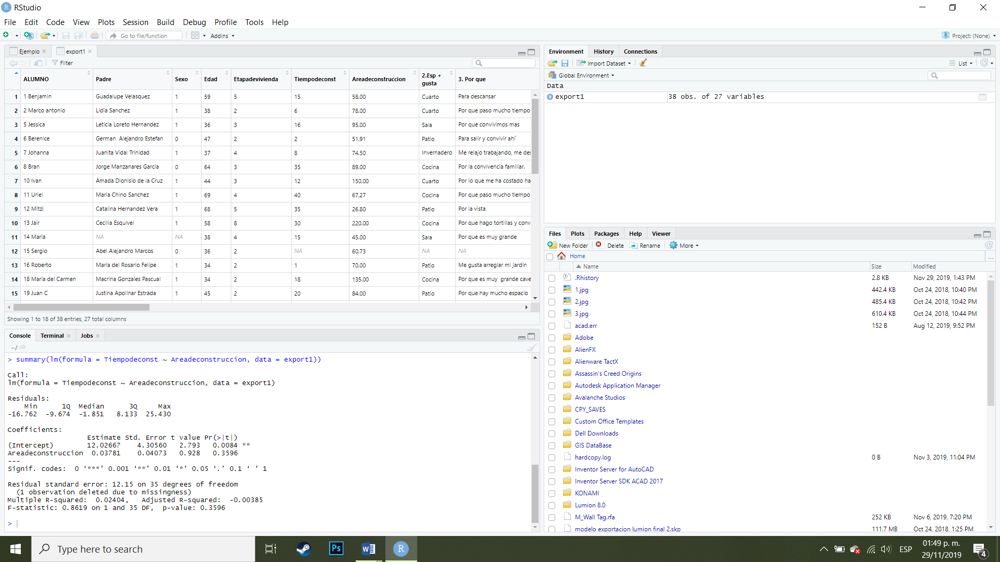 RStudio
File Edit Code View Plots Session Build Debug Profile Tools Help
Go to file/function Addins Project: (None)
Ejemplo export1
Filter
ALUMNO Padre Sexo Edad Etapadevivienda Tiempodeconst Areadeconstruccion 2.Esp + gusta 3. Por que
1 1 Benjamin Guadalupe Velasquez 1 59 5 15 58.00 Cuarto Para descansar
2 2 Marco antonio Lidia Sanchez 1 38 2 6 78.00 Cuarto Por que paso mucho tiempo
3 5 Jessica Leticia Loreto Hernandez 1 36 3 16 95.00 Sala Por que convivimos mas
4 6 Berenice German Alejandro Estefan 0 47 2 2 51.91 Patio Para salir y convivir ahí
5 7 Johanna Juanita Vidal Trinidad 1 37 4 8 74.50 Invernadero Me relajo trabajando, me des
6 8 Bran Jorge Manzanares Garcia 0 64 3 35 89.00 Cocina Por la convivencia familiar.
7 10 Ivan Amada Dionisio de la Cruz 1 44 3 12 150.00 Cuarto Por lo que me ha costado ha
8 11 Uriel Maria Chino Sanchez 1 69 4 40 67.27 Cocina Por que paso mucho tiempo
9 12 Mitzi Catalina Hernandez Vera 1 68 5 35 26.80 Patio Por la vista
10 13 Jair Cecilia Esquivel 1 58 8 30 220.00 Cocina Por que hago tortillas y conv
11 14 Maria NA NA 38 4 15 45.00 Sala Por que es muy grande
12 15 Sergio Abel Alejandro Marcos 0 36 2 NA 60.73 NA NA
13 16 Roberto Maria del Rosario Felipe 1 34 2 1 70.00 Patio Me gusta arreglar mi jardin
14 18 Maria del Carmen Macrina Gonzales Pascual 1 34 2 18 135.00 Cocina Por que es muy grande cave
15 19 Juan C Justina Apolinar Estrada 1 45 2 20 84.00 Patio Por que hay mucho espacio
Showing 1 to 18 of 38 entries, 27 total columns
Console Terminal Jobs
~/
> summary(lm(formula = Tiempodeconst ~ Areadeconstruccion, data = export1))
Call:
lm(formula = Tiempodeconst ~ Areadeconstruccion, data = export1)
Residuals:
Min 1Q Median 3Q Max
-16.762 -9.674 -1.851 8.133 25.430
Coefficients:
Estimate Std. Error t value Pr(>|t|)
(Intercept) 12.02667 4.30560 2.793 0.0084 **
Areadeconstruccion 0.03781 0.04073 0.928 0.3596
---
Signif. codes: 0 ‘***’ 0.001 ‘**’ 0.01 ‘*’ 0.05 ‘.’ 0.1 ‘ ’ 1
Residual standard error: 12.15 on 35 degrees of freedom
(1 observation deleted due to missingness)
Multiple R-squared: 0.02404, Adjusted R-squared: -0.00385
F-statistic: 0.8619 on 1 and 35 DF, p-value: 0.3596
>
Environment History Connections
Import Dataset List
Global Environment
Data
export1 38 obs. of 27 variables
Files Plots Packages Help Viewer
New Folder Delete Rename More
Home ...
Name Size Modified
.Rhistory 2.8 KB Nov 29, 2019, 1:43 PM
1.jpg 442.4 KB Oct 24, 2018, 10:40 PM
2.jpg 485.4 KB Oct 24, 2018, 10:42 PM
3.jpg 610.4 KB Oct 24, 2018, 10:44 PM
acad.err 152 B Aug 12, 2019, 9:52 PM
Adobe
AlienFX
Alienware TactX
Assassin's Creed Origins
Autodesk Application Manager
Avalanche Studios
CPY_SAVES
Custom Office Templates
Dell Downloads
GIS DataBase
hardcopy.log 0 B Nov 3, 2019, 11:04 PM
Inventor Server for AutoCAD
Inventor Server SDK ACAD 2017
KONAMI
Lumion 8.0
M_Wall Tag.rfa 252 KB Nov 6, 2019, 7:20 PM
modelo exportacion lumion final 2.skp 111.7 MB Oct 24, 2018, 1:25 PM
Type here to search
Ps
R
ESP
01:49 p. m.
29/11/2019
4